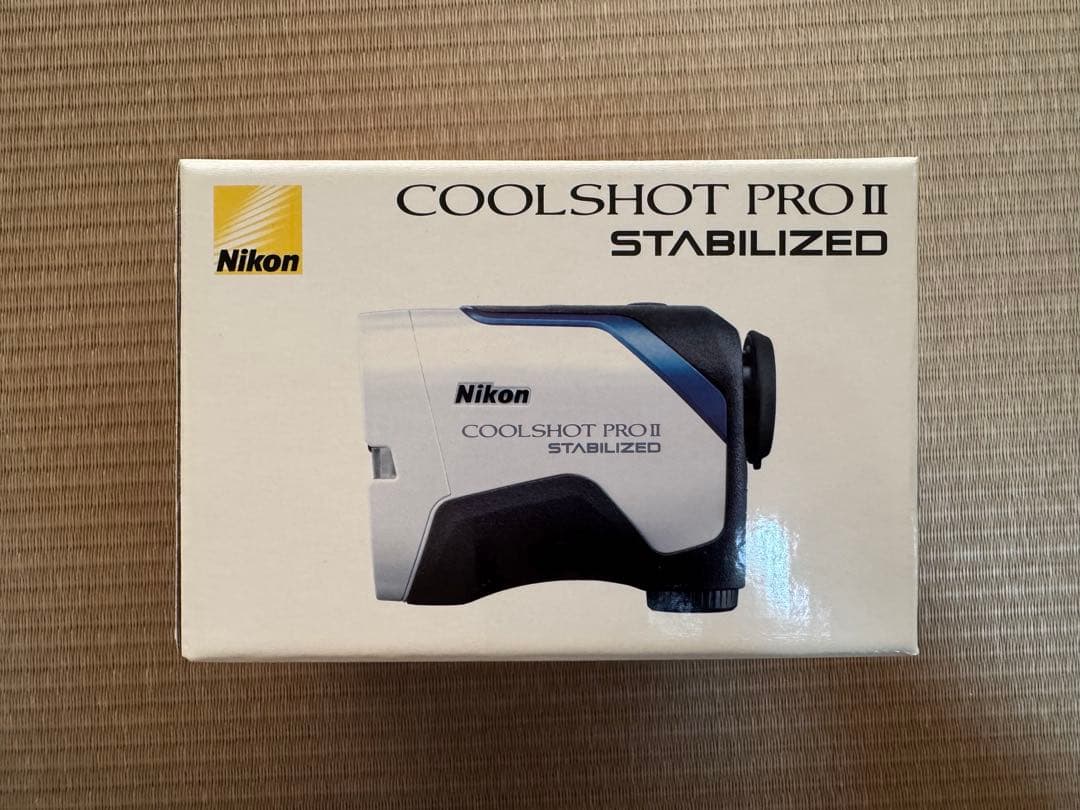 Nikon
COOLSHOT PRO II
STABILIZED
Nikon
COOLSHOT PRO II
STABILIZED